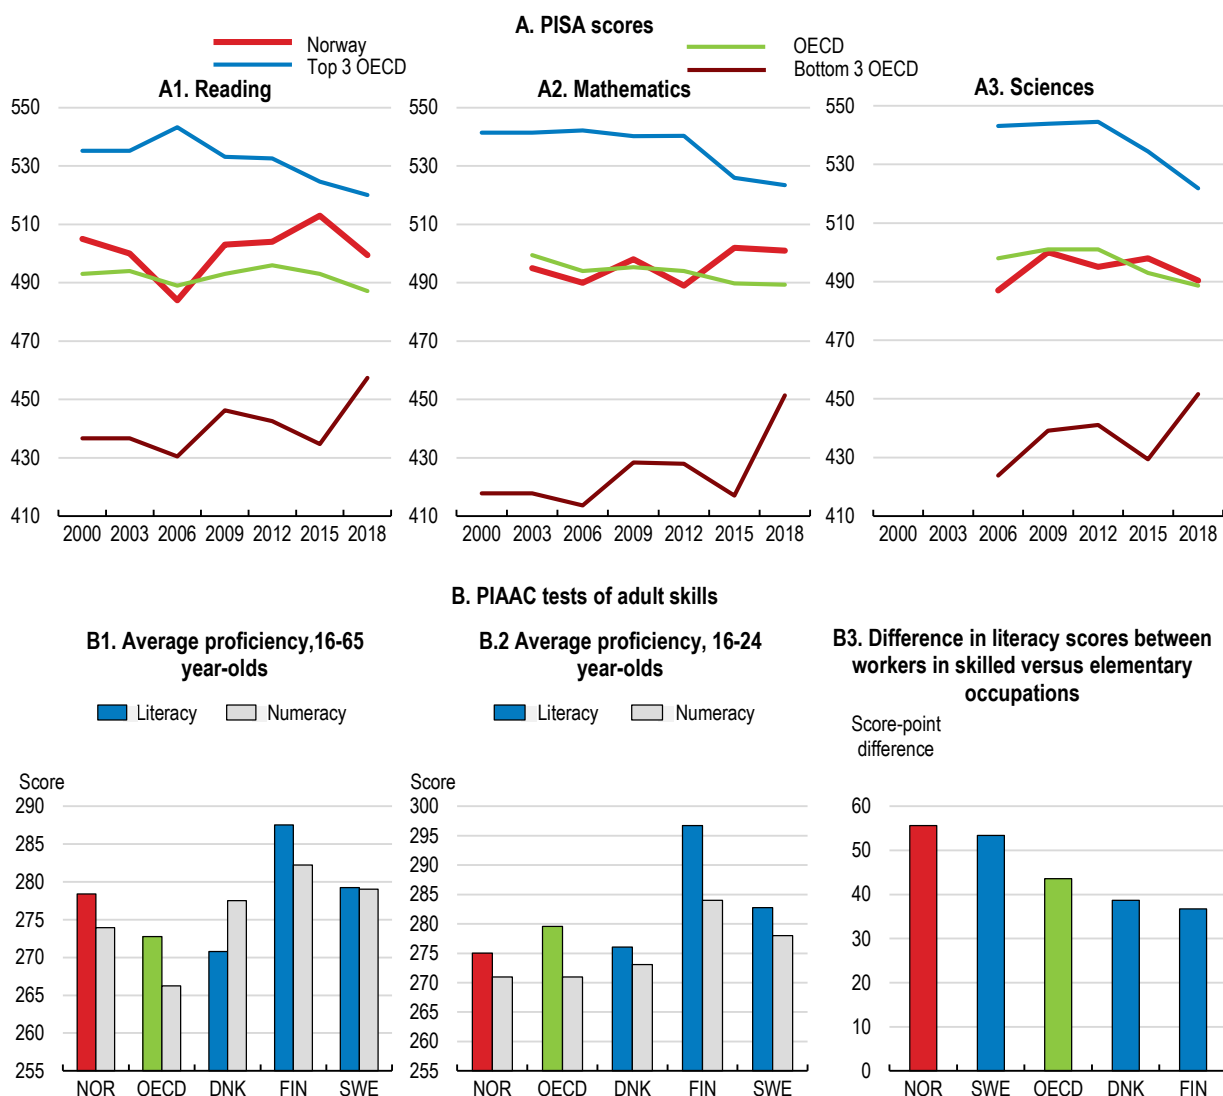 A. PISA scores
Norway
Top 3 OECD
OECD
Bottom 3 OECD
A1. Reading
550
530
510
490
470
450
430
410
2000 2003 2006 2009 2012 2015 2018
A2. Mathematics
550
530
510
490
470
450
430
410
2000 2003 2006 2009 2012 2015 2018
A3. Sciences
550
530
510
490
470
450
430
410
2000 2003 2006 2009 2012 2015 2018
B. PIAAC tests of adult skills
B1. Average proficiency,16-65
year-olds
Literacy Numeracy
Score
290
285
280
275
270
265
260
255
NOR OECD DNK FIN SWE
B.2 Average proficiency, 16-24
year-olds
Literacy Numeracy
Score
300
295
290
285
280
275
270
265
260
255
NOR OECD DNK FIN SWE
B3. Difference in literacy scores between
workers in skilled versus elementary
occupations
Score-point
difference
60
50
40
30
20
10
0
NOR SWE OECD DNK FIN